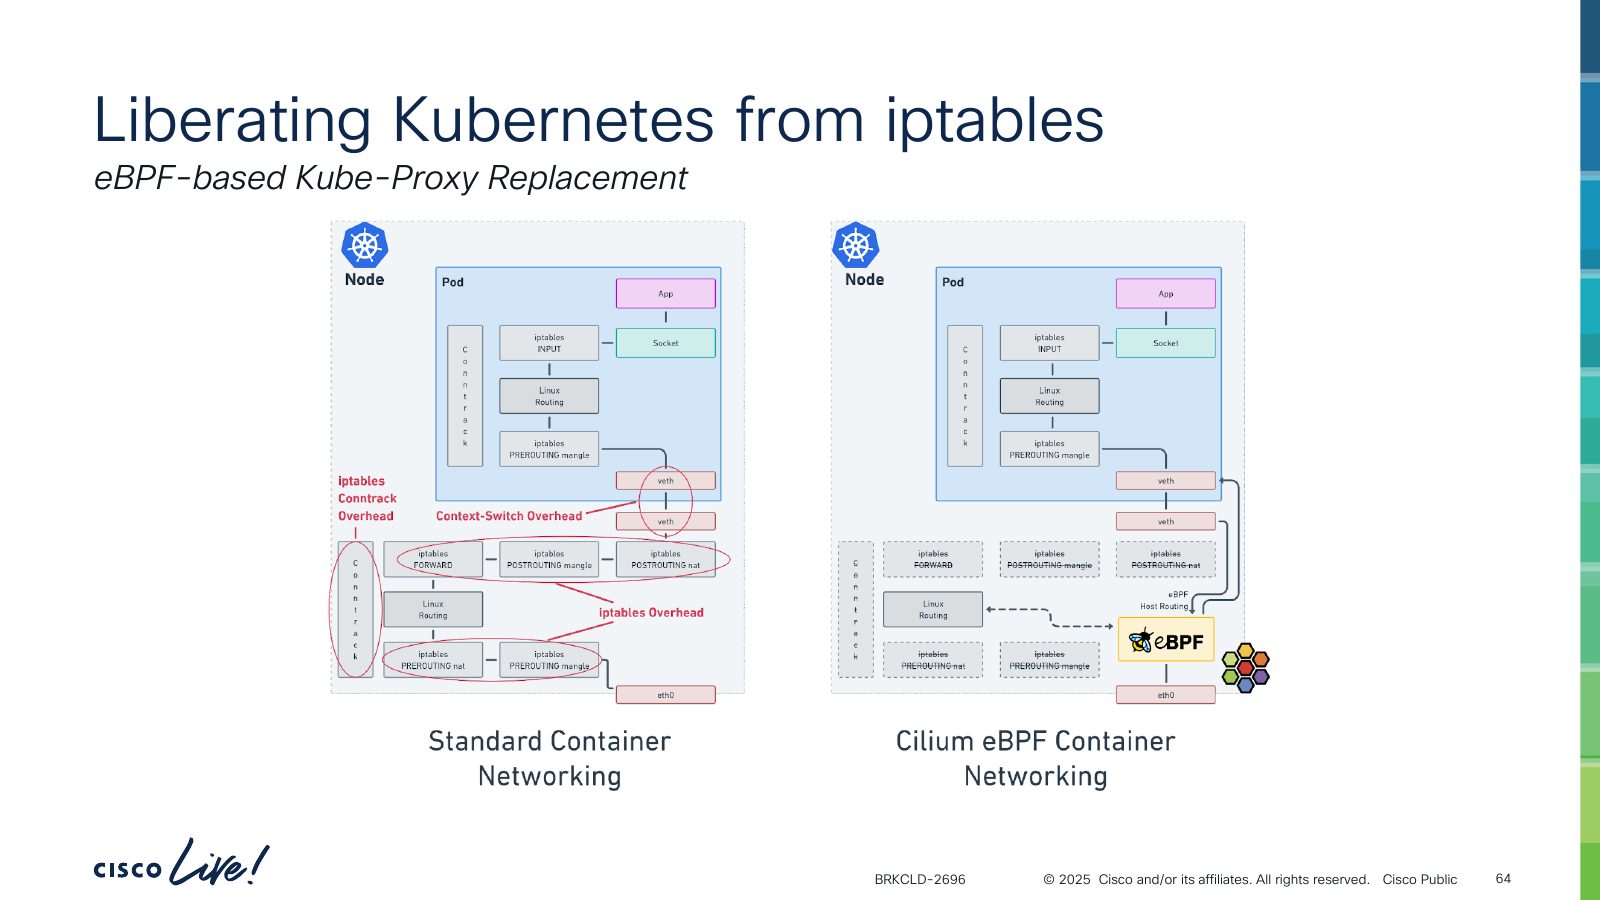 Liberating Kubernetes from iptables
eBPF-based Kube-Proxy Replacement
Node
Pod
App
Conntrack
iptables
INPUT
Socket
Linux
Routing
iptables
PREROUTING mangle
veth
iptables
Conntrack
Overhead
Context-Switch Overhead
veth
Conntrack
iptables
FORWARD
iptables
POSTROUTING mangle
iptables
POSTROUTING nat
Linux
Routing
iptables Overhead
iptables
PREROUTING nat
iptables
PREROUTING mangle
eth0
Standard Container
Networking
Node
Pod
App
Conntrack
iptables
INPUT
Socket
Linux
Routing
iptables
PREROUTING mangle
veth
veth
Conntrack
iptables
FORWARD
iptables
POSTROUTING mangle
iptables
POSTROUTING nat
eBPF
Host Routing
Linux
Routing
eBPF
iptables
PREROUTING nat
iptables
PREROUTING mangle
eth0
Cilium eBPF Container
Networking
CISCO Live!
BRKCLD-2696
© 2025 Cisco and/or its affiliates. All rights reserved. Cisco Public
64